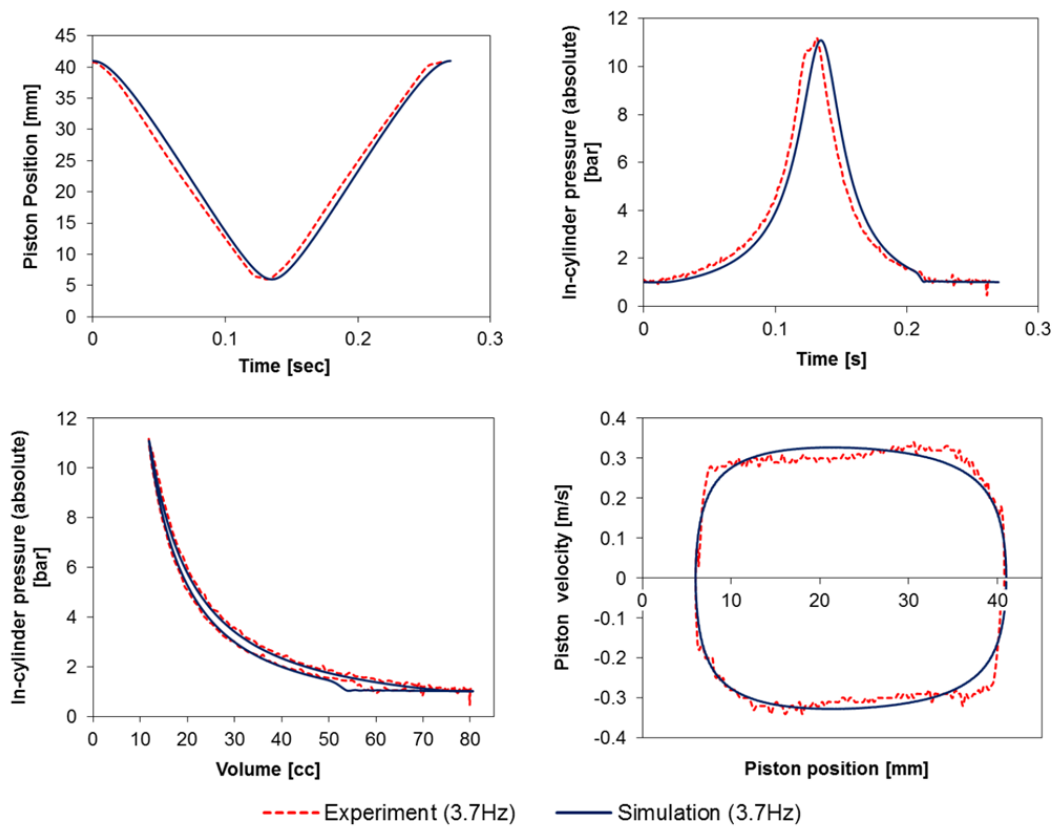 45
40
35
30
25
20
15
10
5
0
Piston Position [mm]
0 0.1 0.2 0.3
Time [sec]
12
10
8
6
4
2
0
In-cylinder pressure (absolute)
[bar]
0 0.1 0.2 0.3
Time [s]
12
10
8
6
4
2
0
In-cylinder pressure (absolute)
[bar]
0 10 20 30 40 50 60 70 80
Volume [cc]
0.4
0.3
0.2
0.1
0
-0.1
-0.2
-0.3
-0.4
Piston velocity [m/s]
0 10 20 30 40
Piston position [mm]
Experiment (3.7Hz) Simulation (3.7Hz)